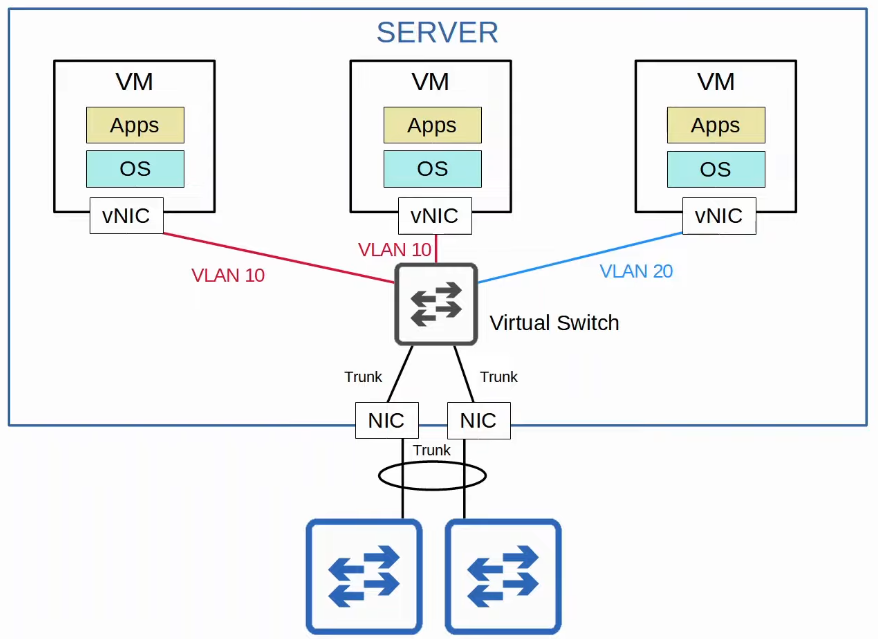 SERVER
VM
VM
VM
Apps
Apps
Apps
OS
OS
OS
vNIC
vNIC
vNIC
VLAN 10
VLAN 10
VLAN 20
Virtual Switch
Trunk
Trunk
NIC
NIC
Trunk